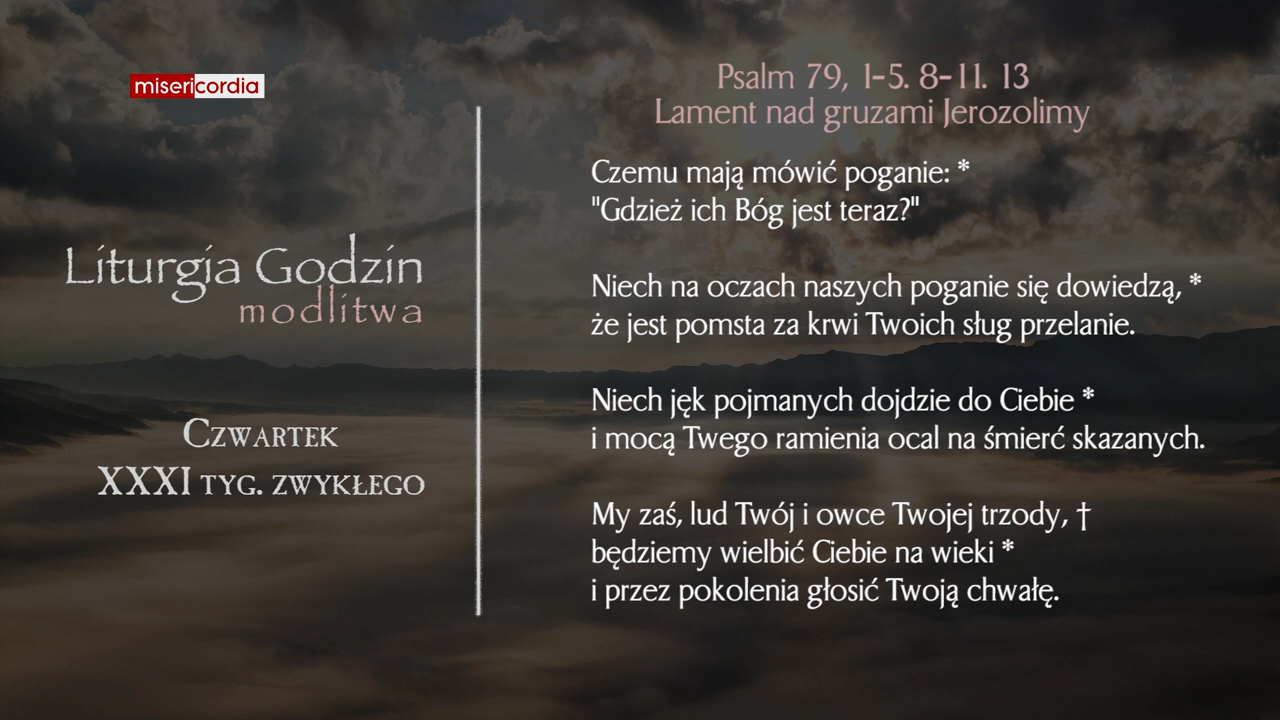 misericordia
Liturgia Godzin
modlitwa
Czwartek
XXXI tyg. zwykłego
Psalm 79, 1-5. 8-11. 13
Lament nad gruzami Jerozolimy
Czemu mają mówić poganie: *
"Gdzież ich Bóg jest teraz?"
Niech na oczach naszych poganie się dowiedzą, *
że jest pomsta za krwi Twoich sług przelanie.
Niech jęk pojmanych dojdzie do Ciebie *
i mocą Twego ramienia ocal na śmierć skazanych.
My zaś, lud Twój i owce Twojej trzody, †
będziemy wielbić Ciebie na wieki *
i przez pokolenia głosić Twoją chwałę.